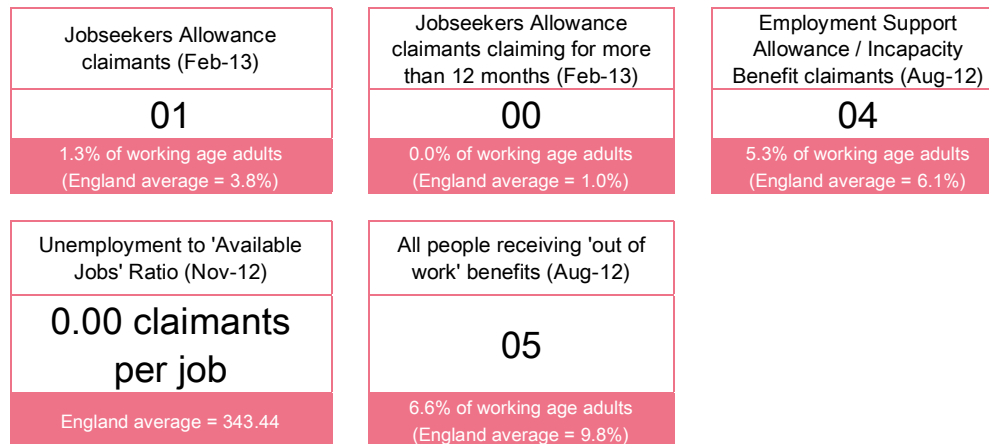 Jobseekers Allowance
claimants (Feb-13)
01
1.3% of working age adults
(England average = 3.8%)
Jobseekers Allowance
claimants claiming for more
than 12 months (Feb-13)
00
0.0% of working age adults
(England average = 1.0%)
Employment Support
Allowance / Incapacity
Benefit claimants (Aug-12)
04
5.3% of working age adults
(England average = 6.1%)
Unemployment to 'Available
Jobs' Ratio (Nov-12)
0.00 claimants
per job
England average = 343.44
All people receiving 'out of
work' benefits (Aug-12)
05
6.6% of working age adults
(England average = 9.8%)